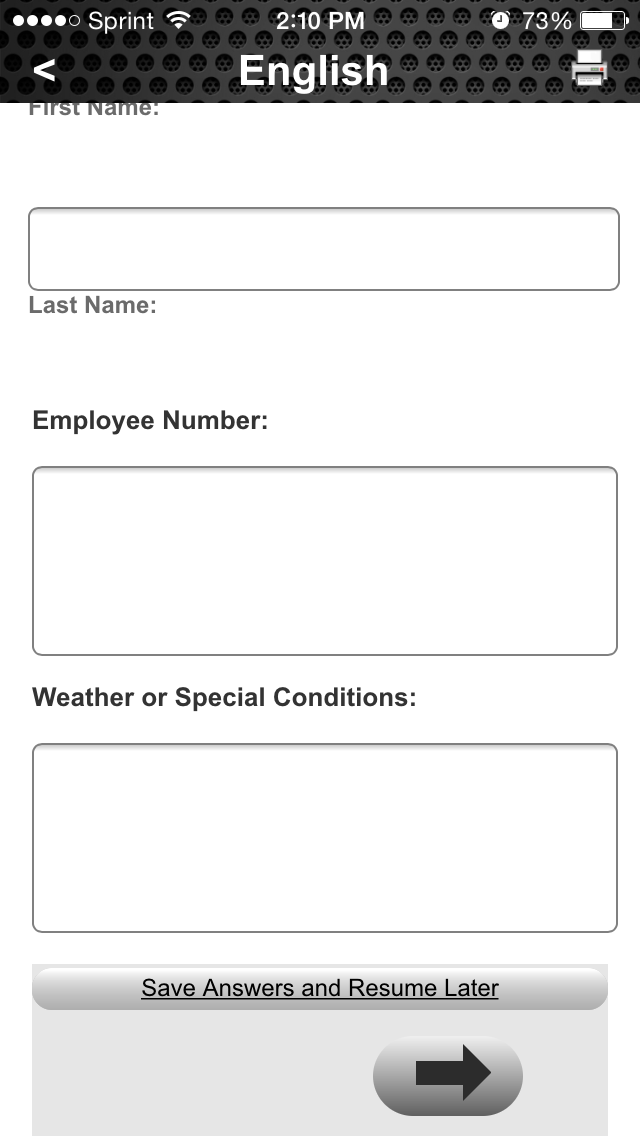 Sprint 2:10 PM 73%
< English
First Name:
Last Name:
Employee Number:
Weather or Special Conditions:
Save Answers and Resume Later